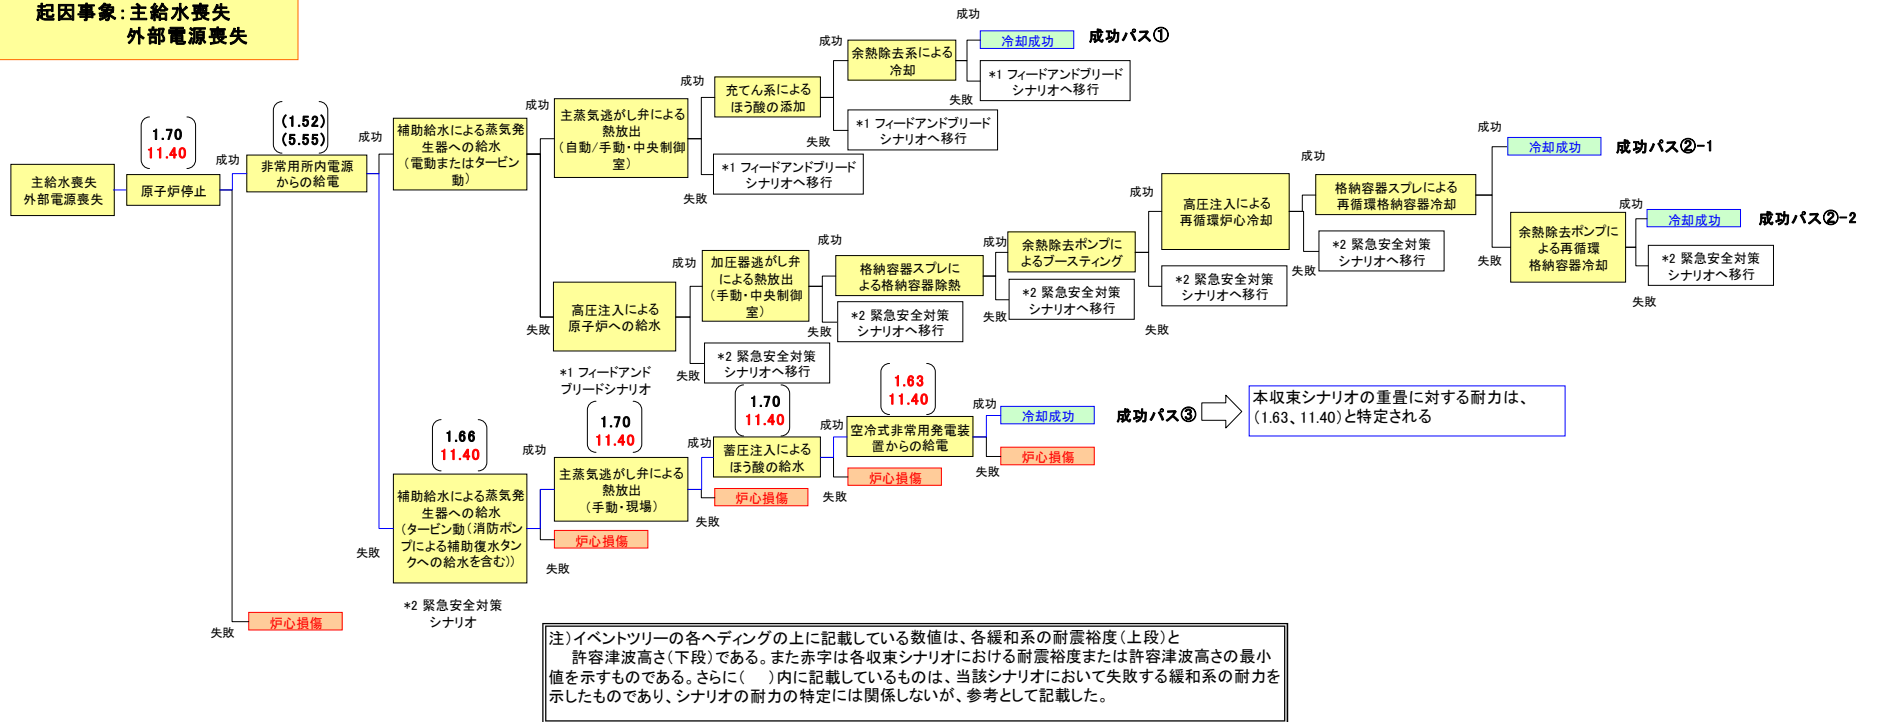 起因事象：主給水喪失
外部電源喪失
主給水喪失
外部電源喪失
1.70
11.40
原子炉停止
成功
失敗
炉心損傷
(1.52)
(5.55)
非常用所内電源
からの給電
成功
失敗
補助給水による蒸気発
生器への給水
（電動またはタービン
動）
成功
失敗
主蒸気逃がし弁による
熱放出
（自動/手動・中央制御
室）
成功
失敗
*1 フィードアンドブリード
シナリオへ移行
充てん系による
ほう酸の添加
成功
失敗
*1 フィードアンドブリード
シナリオへ移行
余熱除去系による
冷却
成功
失敗
*1 フィードアンドブリード
シナリオへ移行
冷却成功
成功パス①
高圧注入による
原子炉への給水
*1 フィードアンド
ブリードシナリオ
成功
失敗
*2 緊急安全対策
シナリオへ移行
加圧器逃がし弁
による熱放出
（手動・中央制御
室）
成功
失敗
*2 緊急安全対策
シナリオへ移行
格納容器スプレに
よる格納容器除熱
成功
失敗
*2 緊急安全対策
シナリオへ移行
余熱除去ポンプに
よるブースティング
成功
失敗
*2 緊急安全対策
シナリオへ移行
高圧注入による
再循環炉心冷却
成功
失敗
*2 緊急安全対策
シナリオへ移行
格納容器スプレによる
再循環格納容器冷却
成功
失敗
冷却成功
成功パス②-1
余熱除去ポンプに
よる再循環
格納容器冷却
成功
失敗
冷却成功
成功パス②-2
*2 緊急安全対策
シナリオへ移行
1.66
11.40
補助給水による蒸気発
生器への給水
（タービン動（消防ポン
プによる補助復水タン
クへの給水を含む））
*2 緊急安全対策
シナリオ
成功
失敗
炉心損傷
1.70
11.40
主蒸気逃がし弁による
熱放出
（手動・現場）
成功
失敗
炉心損傷
1.70
11.40
蓄圧注入による
ほう酸の給水
成功
失敗
炉心損傷
1.63
11.40
空冷式非常用発電装
置からの給電
成功
失敗
炉心損傷
冷却成功
成功パス③
本収束シナリオの重畳に対する耐力は、
（1.63、11.40）と特定される
注）イベントツリーの各ヘディングの上に記載している数値は、各緩和系の耐震裕度（上段）と
許容津波高さ（下段）である。また赤字は各収束シナリオにおける耐震裕度または許容津波高さの最小
値を示すものである。さらに（　）内に記載しているものは、当該シナリオにおいて失敗する緩和系の耐力を
示したものであり、シナリオの耐力の特定には関係しないが、参考として記載した。